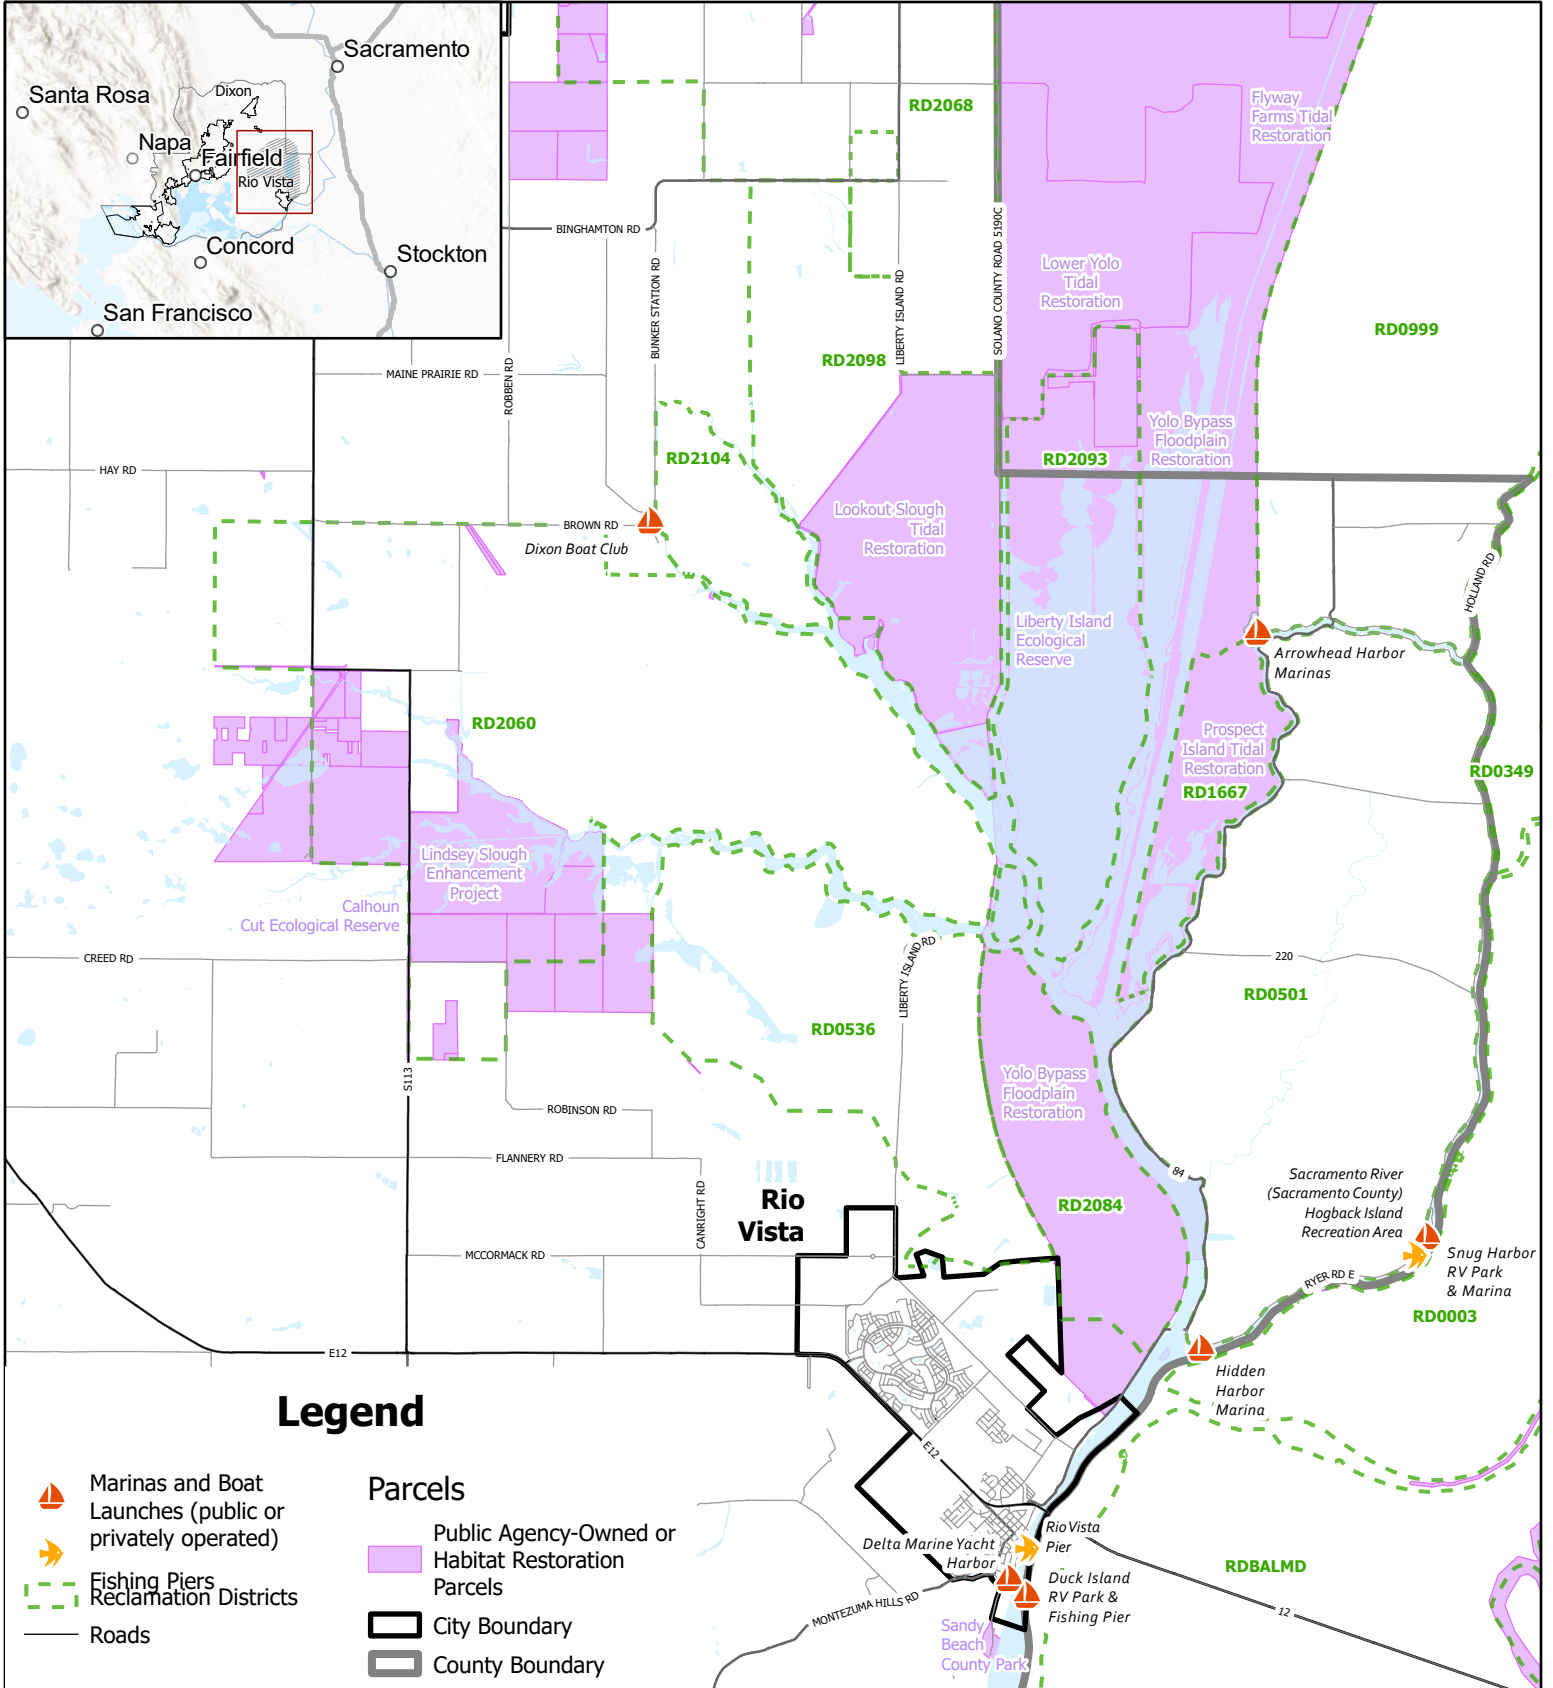 Sacramento
Santa Rosa
Dixon
Napa
Fairfield
Rio Vista
Concord
Stockton
San Francisco
RD2068
Flyway
Farms Tidal
Restoration
BINGHAMTON RD
BUNKER STATION RD
LIBERTY ISLAND RD
SOLANO COUNTY ROAD 5190C
Lower Yolo
Tidal
Restoration
RD0999
RD2098
MAINE PRAIRIE RD
ROBBEN RD
Yolo Bypass
Floodplain
Restoration
RD2104
RD2093
HAY RD
Lookout Slough
Tidal
Restoration
BROWN RD
Dixon Boat Club
HOLLAND RD
Liberty Island
Ecological
Reserve
Arrowhead Harbor
Marinas
RD2060
Prospect
Island Tidal
Restoration
RD1667
RD0349
Lindsey Slough
Enhancement
Project
Calhoun
Cut Ecological Reserve
CREED RD
LIBERTY ISLAND RD
220
RD0501
RD0536
S113
Yolo Bypass
Floodplain
Restoration
ROBINSON RD
FLANNERY RD
84
Sacramento River
(Sacramento County)
Hogback Island
Recreation Area
Rio
Vista
CANRIGHT RD
RD2084
MCCORMACK RD
Snug Harbor
RV Park
& Marina
RYER RD E
RD0003
E12
Hidden
Harbor
Marina
E12
Legend
Marinas and Boat
Launches (public or
privately operated)
Fishing Piers
Reclamation Districts
Roads
Parcels
Public Agency-Owned or
Habitat Restoration
Parcels
City Boundary
County Boundary
Rio Vista
Pier
Delta Marine Yacht
Harbor
Duck Island
RV Park &
Fishing Pier
RDBALMD
MONTEZUMA HILLS RD
12
Sandy
Beach
County Park